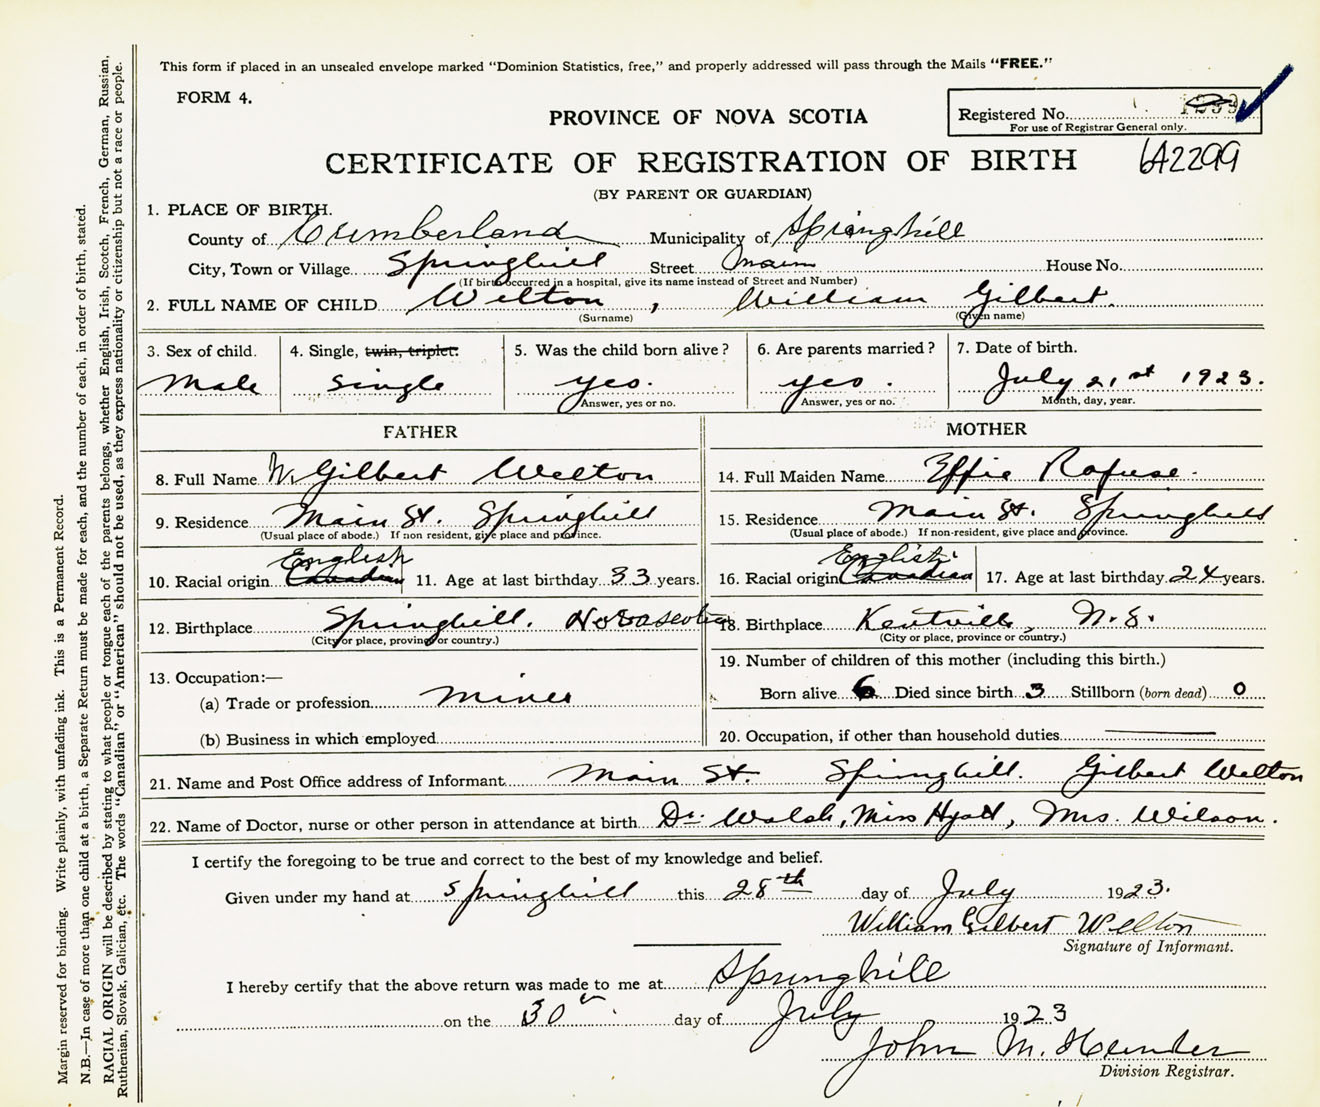 This form if placed in an unsealed envelope marked "Dominion Statistics, free," and properly addressed will pass through the Mails "FREE."
FORM 4.
Registered No.
For use of Registrar General only.
PROVINCE OF NOVA SCOTIA
CERTIFICATE OF REGISTRATION OF BIRTH
6A2299
(BY PARENT OR GUARDIAN)
1. PLACE OF BIRTH.
County of Cumberland Municipality of Springhill
City, Town or Village Springhill Street Main House No.
(If birth occurred in a hospital, give its name instead of Street and Number)
2. FULL NAME OF CHILD Welton, William Gilbert.
(Surname) (Given name)
3. Sex of child. 4. Single, twin, triplet. 5. Was the child born alive? 6. Are parents married? 7. Date of birth.
Male Single yes. yes. July 21st 1923.
Answer, yes or no. Answer, yes or no. Month, day, year.
FATHER MOTHER
8. Full Name W. Gilbert Welton 14. Full Maiden Name Effie Rafuse.
9. Residence Main St. Springhill 15. Residence Main St. Springhill
(Usual place of abode.) If non resident, give place and province. (Usual place of abode.) If non-resident, give place and province.
English English
10. Racial origin Canadian 11. Age at last birthday 33 years. 16. Racial origin Canadian 17. Age at last birthday 24 years.
12. Birthplace Springhill. Nova Scotia 18. Birthplace Kentville, N.S.
(City or place, province or country.) (City or place, province or country.)
13. Occupation:— 19. Number of children of this mother (including this birth.)
(a) Trade or profession Miner Born alive 6 Died since birth 3 Stillborn (born dead) 0
(b) Business in which employed 20. Occupation, if other than household duties
21. Name and Post Office address of Informant Main St. Springhill. Gilbert Welton
22. Name of Doctor, nurse or other person in attendance at birth Dr. Walsh, Miss Hyatt, Mrs. Wilson.
I certify the foregoing to be true and correct to the best of my knowledge and belief.
Given under my hand at Springhill this 28th day of July 1923.
William Gilbert Welton
Signature of Informant.
I hereby certify that the above return was made to me at Springhill
on the 30th day of July 1923
John M. Hunter
Division Registrar.
Margin reserved for binding. Write plainly, with unfading ink. This is a Permanent Record.
N.B.—In case of more than one child at a birth, a Separate Return must be made for each, and the number of each, in order of birth, stated.
RACIAL ORIGIN will be described by stating to what people or tongue each of the parents belongs, whether English, Irish, Scotch, French, German, Russian,
Ruthenian, Slovak, Galician, etc. The words "Canadian" or "American" should not be used, as they express nationality or citizenship but not a race or people.